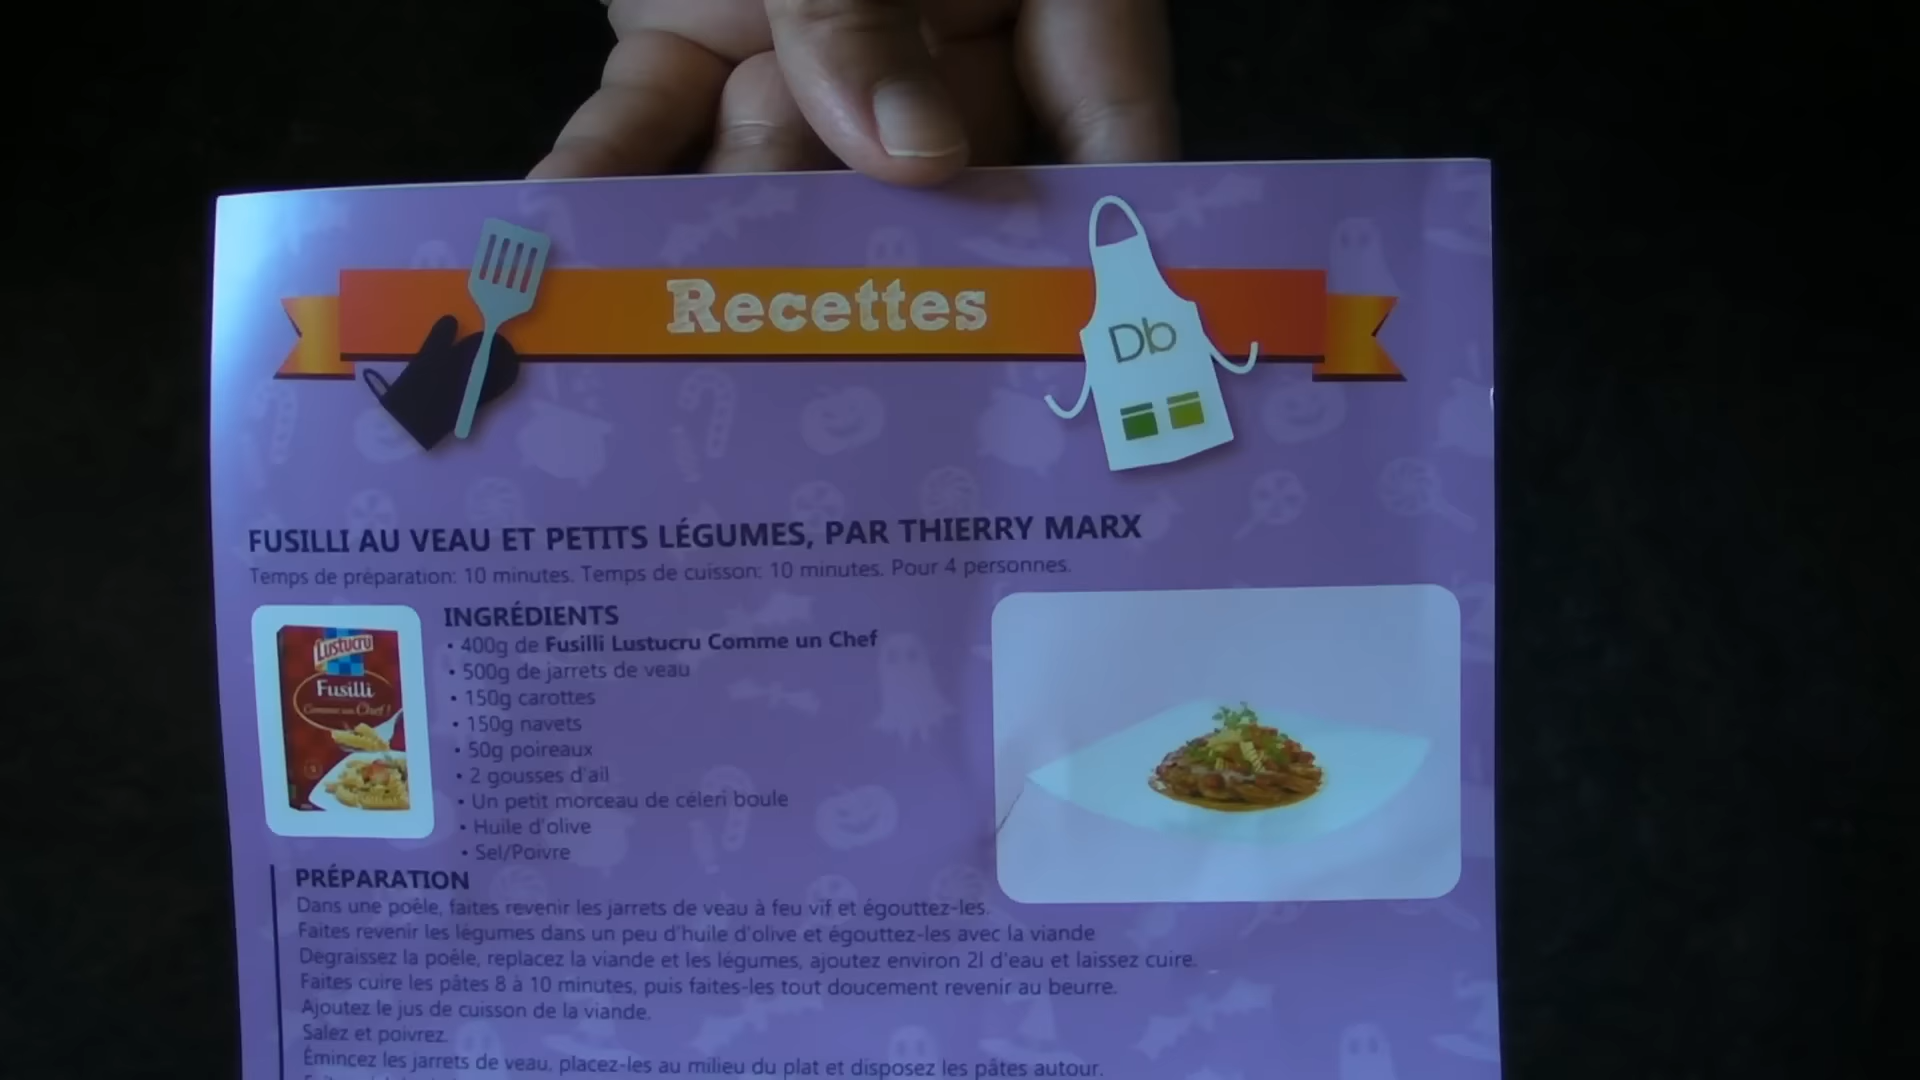 Recettes
Db
FUSILLI AU VEAU ET PETITS LÉGUMES, PAR THIERRY MARX
Temps de préparation: 10 minutes. Temps de cuisson: 10 minutes. Pour 4 personnes.
INGRÉDIENTS
• 400g de Fusilli Lustucru Comme un Chef
• 500g de jarrets de veau
• 150g carottes
• 150g navets
• 50g poireaux
• 2 gousses d'ail
• Un petit morceau de céleri boule
• Huile d'olive
• Sel/Poivre
Lustucru
Fusilli
Comme un Chef !
PRÉPARATION
Dans une poêle, faites revenir les jarrets de veau à feu vif et égouttez-les.
Faites revenir les légumes dans un peu d'huile d'olive et égouttez-les avec la viande
Dégraissez la poêle, replacez la viande et les légumes, ajoutez environ 2l d'eau et laissez cuire.
Faites cuire les pâtes 8 à 10 minutes, puis faites-les tout doucement revenir au beurre.
Ajoutez le jus de cuisson de la viande.
Salez et poivrez.
Émincez les jarrets de veau, placez-les au milieu du plat et disposez les pâtes autour.